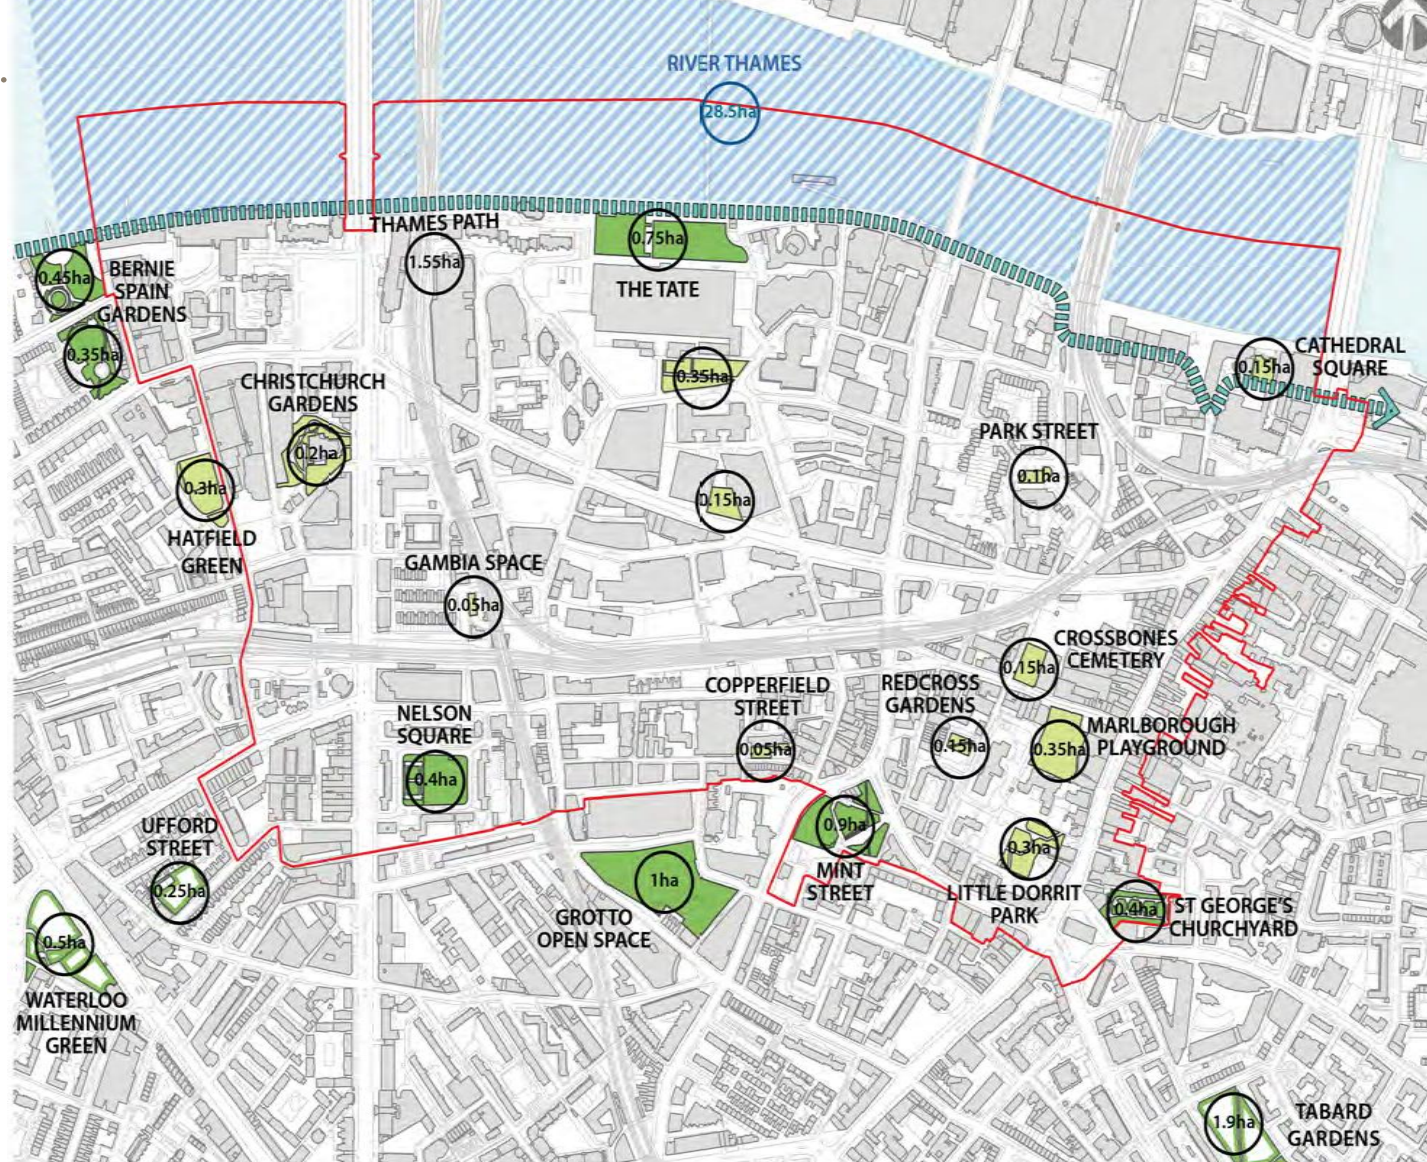 RIVER THAMES
28.5ha
THAMES PATH
1.55ha
0.75ha
THE TATE
0.45ha
BERNIE
SPAIN
GARDENS
0.35ha
0.35ha
CATHEDRAL
SQUARE
0.15ha
CHRISTCHURCH
GARDENS
0.2ha
PARK STREET
0.1ha
0.3ha
HATFIELD
GREEN
0.15ha
GAMBIA SPACE
0.05ha
CROSSBONES
CEMETERY
0.15ha
COPPERFIELD
STREET
0.05ha
REDCROSS
GARDENS
0.15ha
NELSON
SQUARE
0.4ha
MARLBOROUGH
PLAYGROUND
0.35ha
UFFORD
STREET
0.25ha
0.9ha
MINT
STREET
0.3ha
LITTLE DORRIT
PARK
1ha
GROTTO
OPEN SPACE
0.4ha
ST GEORGE'S
CHURCHYARD
0.5ha
WATERLOO
MILLENNIUM
GREEN
1.9ha
TABARD
GARDENS